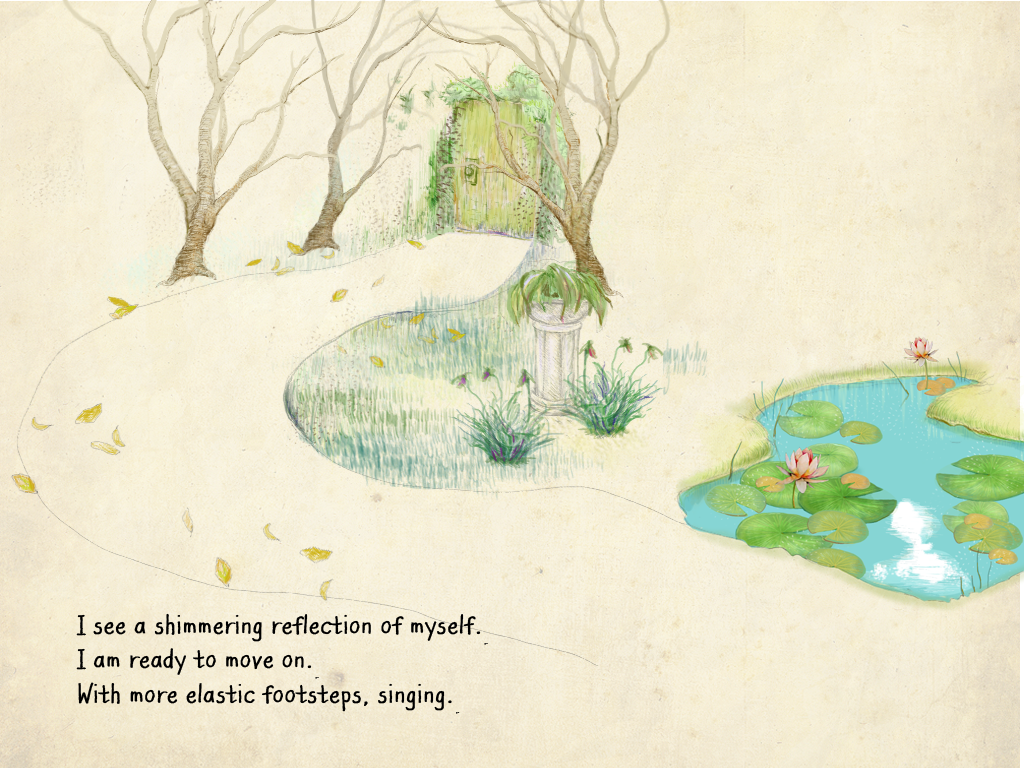 I see a shimmering reflection of myself.
I am ready to move on.
With more elastic footsteps, singing.